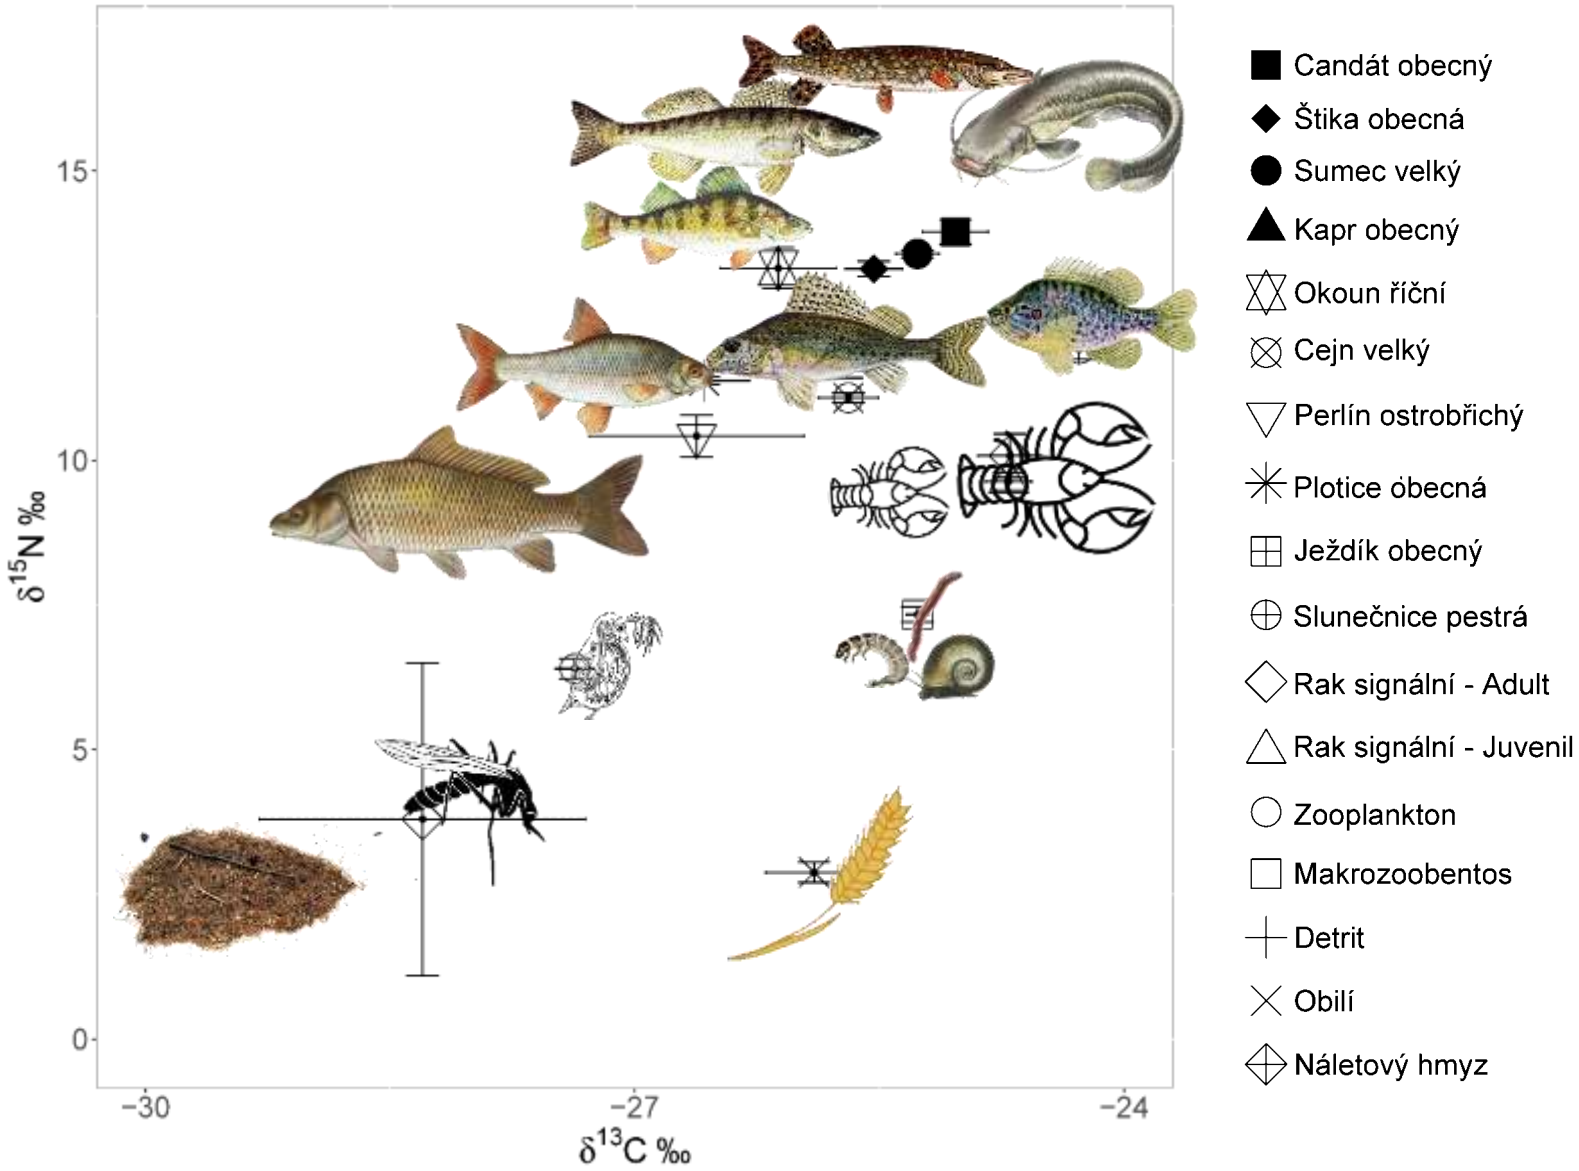 15
10
5
0
δ15N ‰
−30
−27
−24
δ13C ‰
Candát obecný
Štika obecná
Sumec velký
Kapr obecný
Okoun říční
Cejn velký
Perlín ostrobřichý
Plotice obecná
Ježdík obecný
Slunečnice pestrá
Rak signální - Adult
Rak signální - Juvenil
Zooplankton
Makrozoobentos
Detrit
Obilí
Náletový hmyz